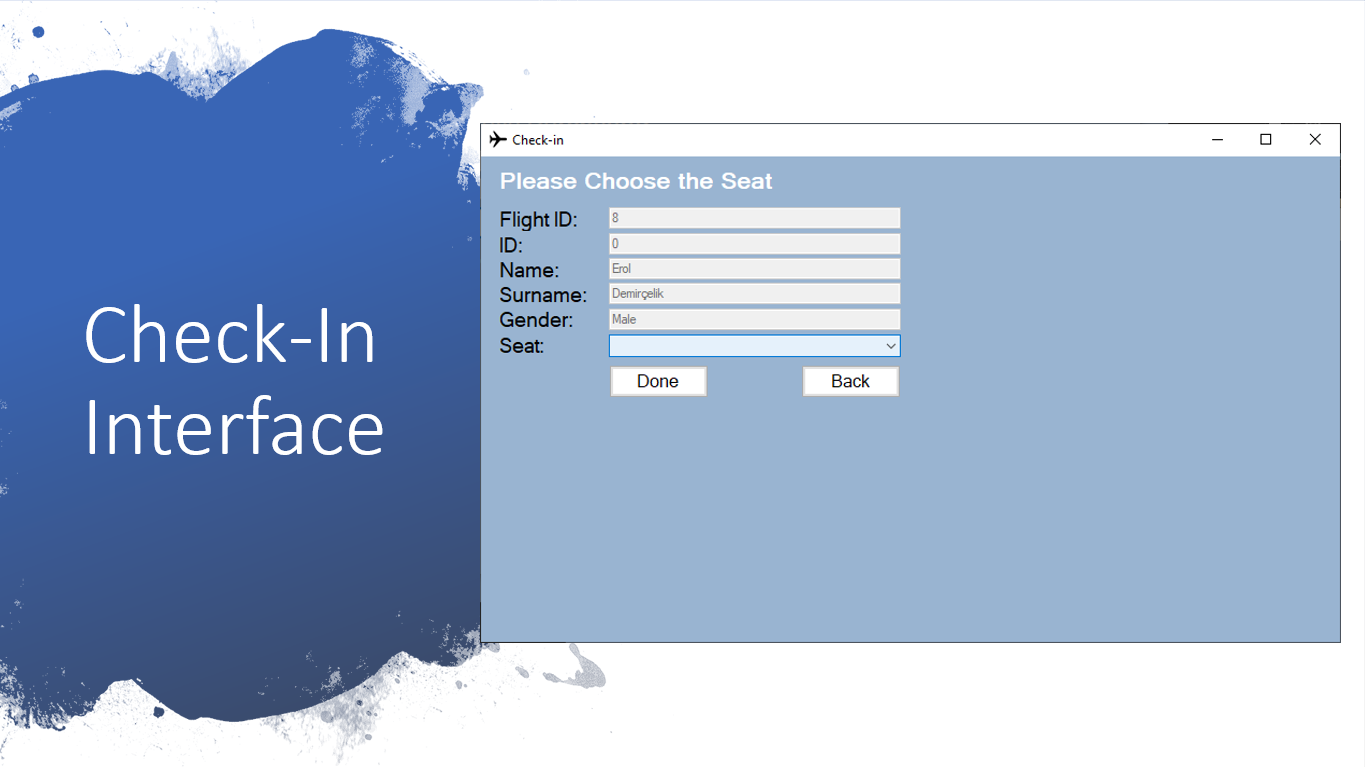 Check-In
Interface
Check-in
Please Choose the Seat
Flight ID: 8
ID: 0
Name: Erol
Surname: Demirçelik
Gender: Male
Seat:
Done Back